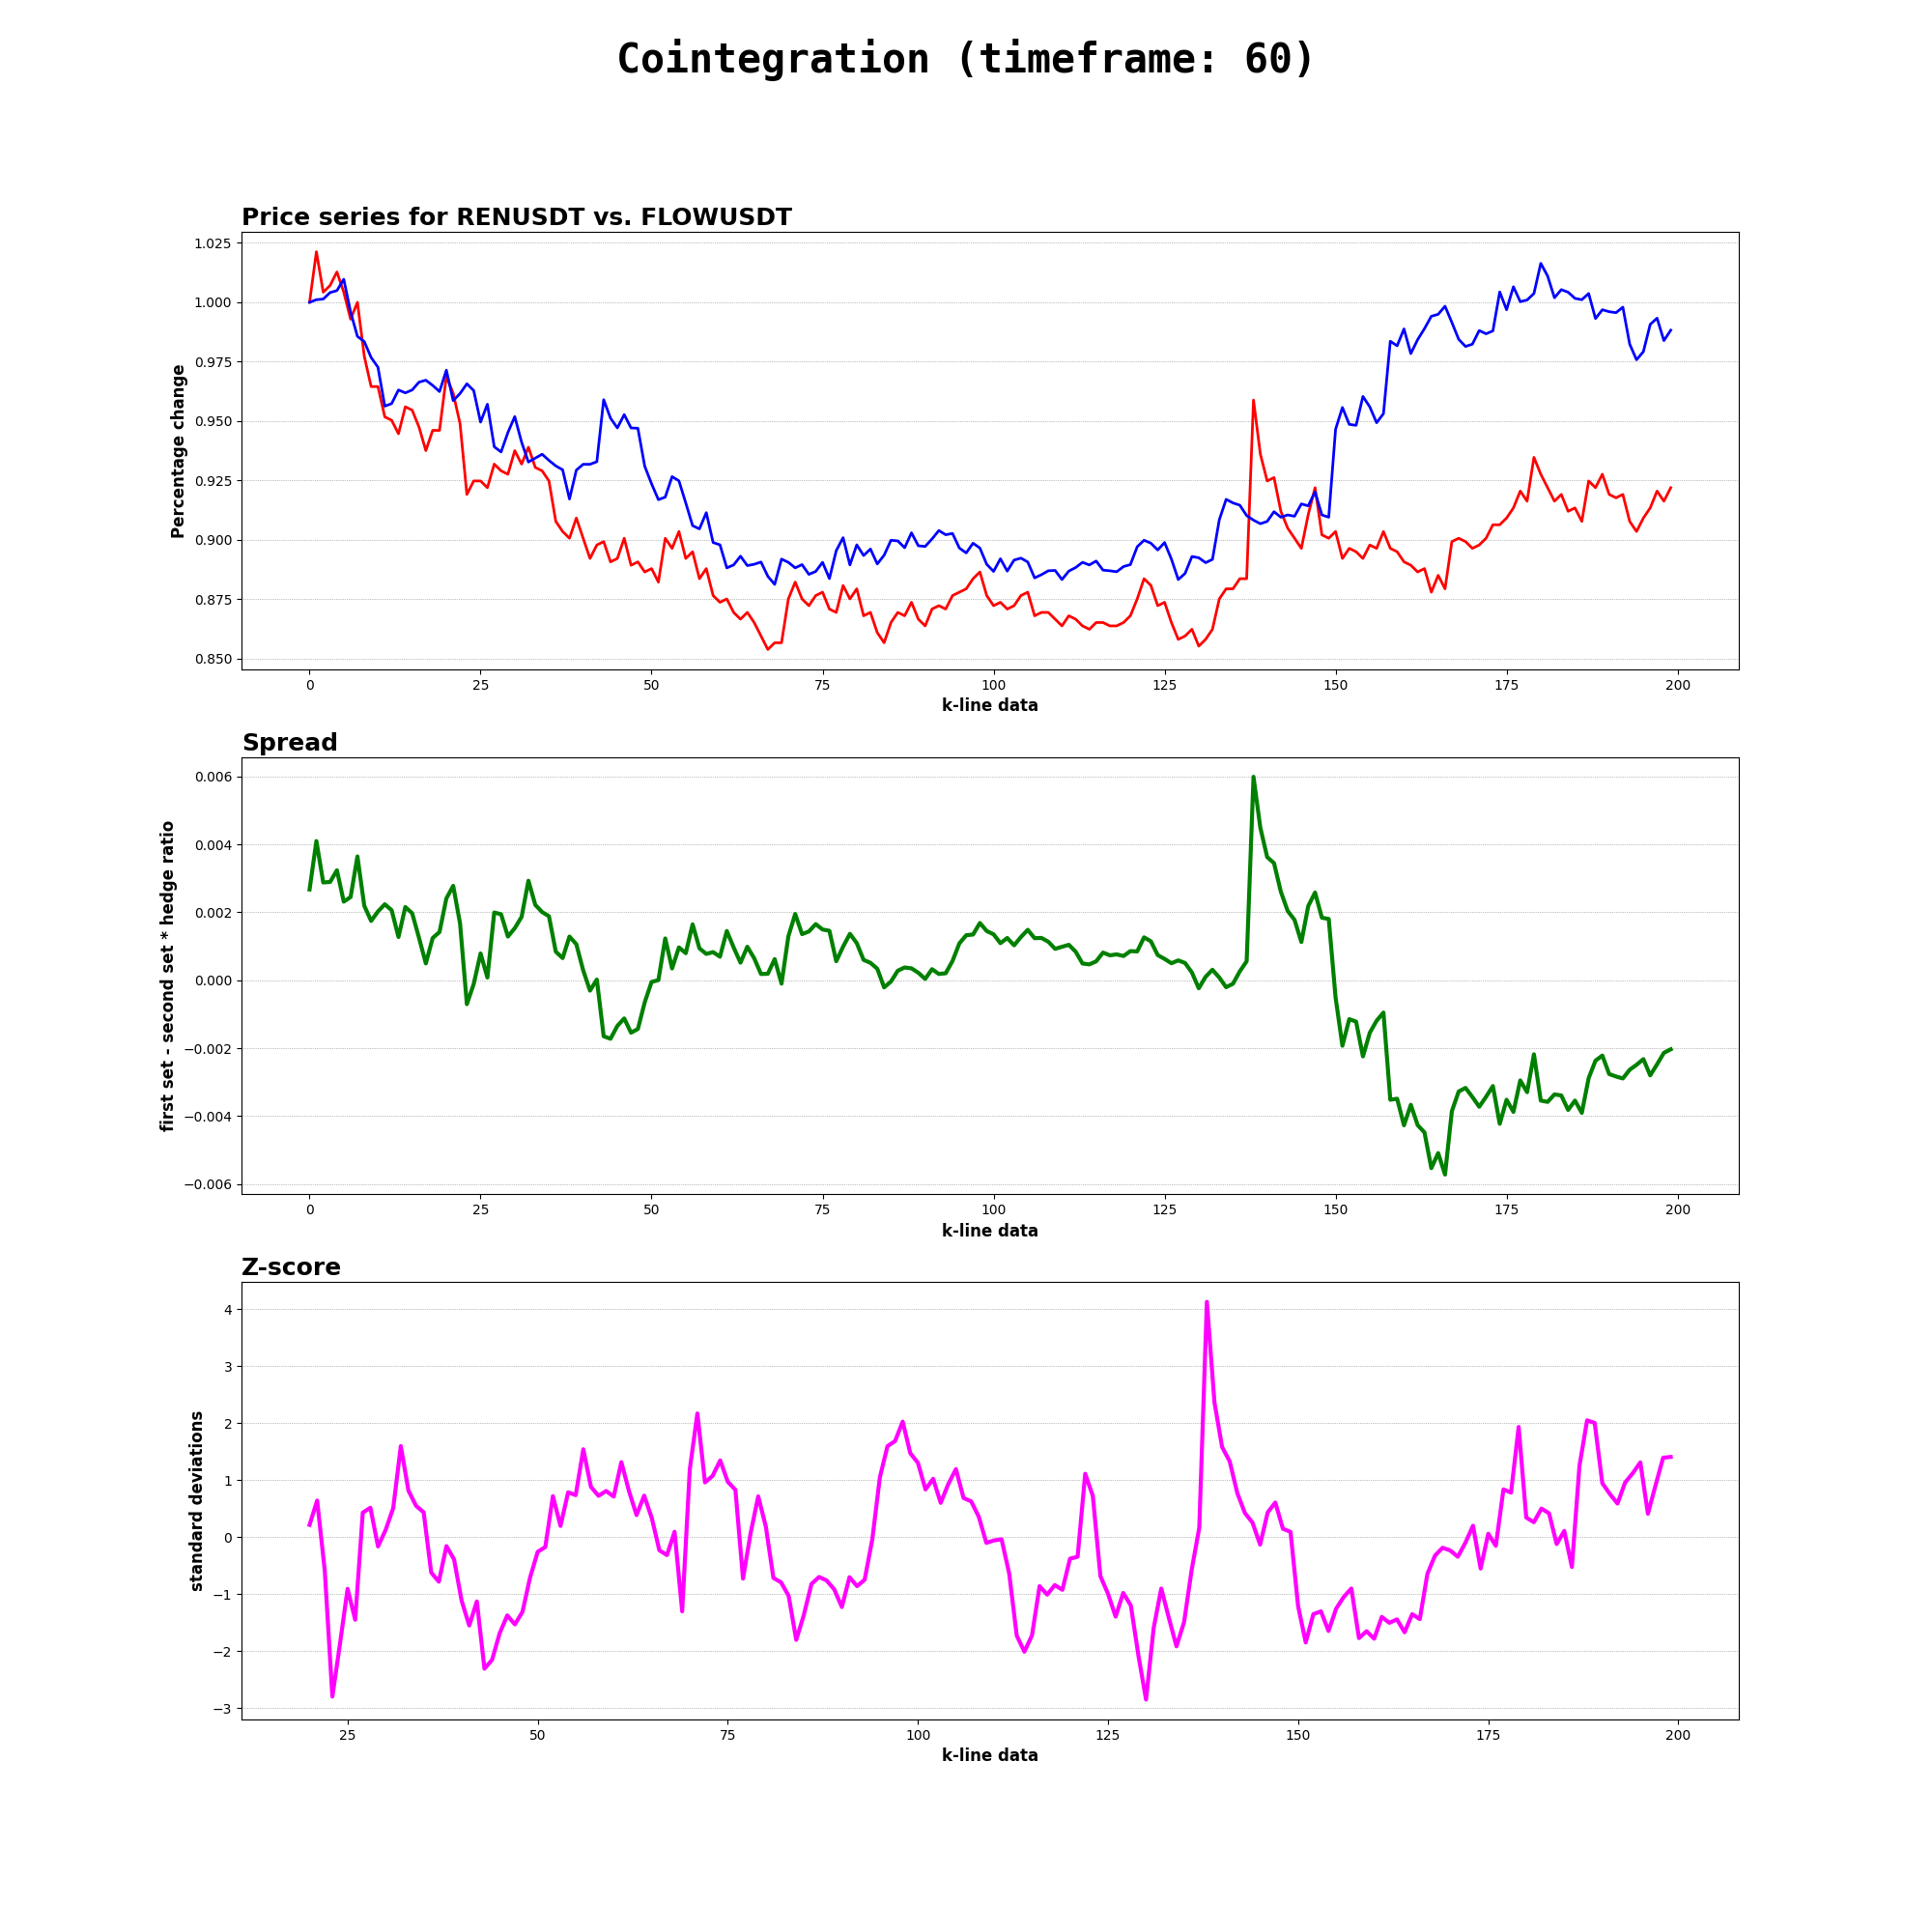 Cointegration (timeframe: 60)
Price series for RENUSDT vs. FLOWUSDT
Percentage change
1.025
1.000
0.975
0.950
0.925
0.900
0.875
0.850
0 25 50 75 100 125 150 175 200
k-line data
Spread
first set - second set * hedge ratio
0.006
0.004
0.002
0.000
−0.002
−0.004
−0.006
0 25 50 75 100 125 150 175 200
k-line data
Z-score
standard deviations
4
3
2
1
0
−1
−2
−3
25 50 75 100 125 150 175 200
k-line data